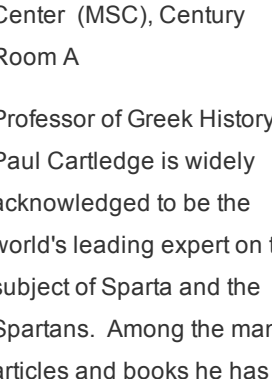 Center (MSC), Century
Room A
Professor of Greek History
Paul Cartledge is widely
acknowledged to be the
world's leading expert on
subject of Sparta and the
Spartans. Among the
articles and books he has